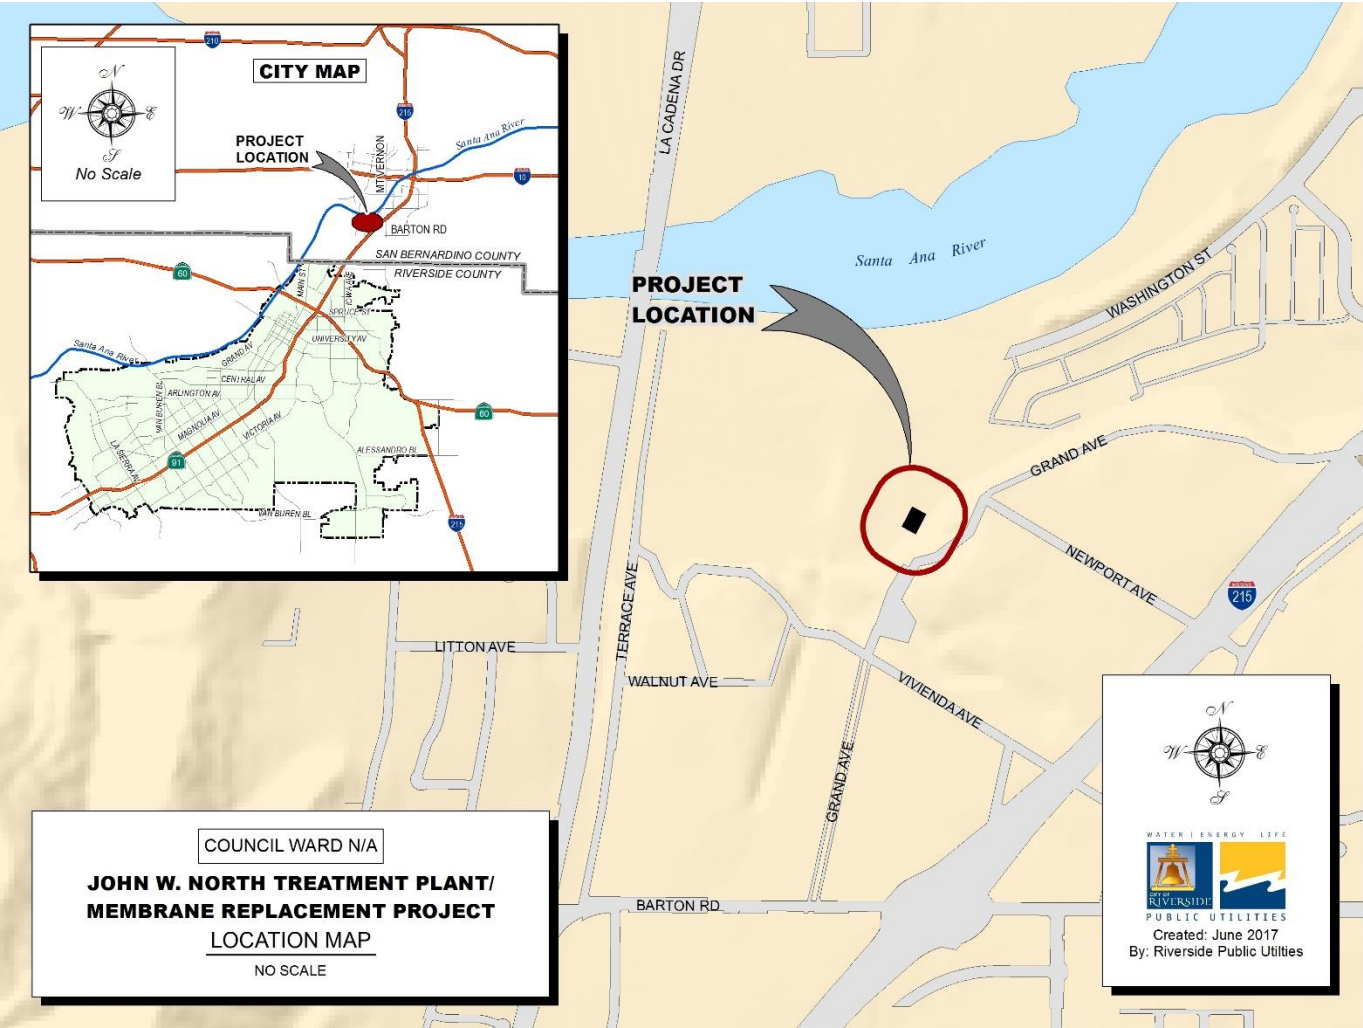 CITY MAP
N
W
E
S
No Scale
210
215
Santa Ana River
PROJECT
LOCATION
MT VERNON
10
BARTON RD
SAN BERNARDINO COUNTY
RIVERSIDE COUNTY
60
MAIN ST
IOWA AV
SPRUCE ST
UNIVERSITY AV
Santa Ana River
GRAND AV
CENTRAL AV
ARLINGTON AV
VAN BUREN BL
MAGNOLIA AV
VICTORIA AV
LA SIERRA AV
91
60
ALESSANDRO BL
VAN BUREN BL
215
LA CADENA DR
Santa Ana River
WASHINGTON ST
PROJECT
LOCATION
GRAND AVE
NEWPORT AVE
215
TERRACE AVE
LITTON AVE
WALNUT AVE
VIVIENDA AVE
GRAND AVE
BARTON RD
COUNCIL WARD N/A
JOHN W. NORTH TREATMENT PLANT/
MEMBRANE REPLACEMENT PROJECT
LOCATION MAP
NO SCALE
N
W
E
S
WATER | ENERGY LIFE
CITY OF
RIVERSIDE
PUBLIC UTILITIES
Created: June 2017
By: Riverside Public Utilties